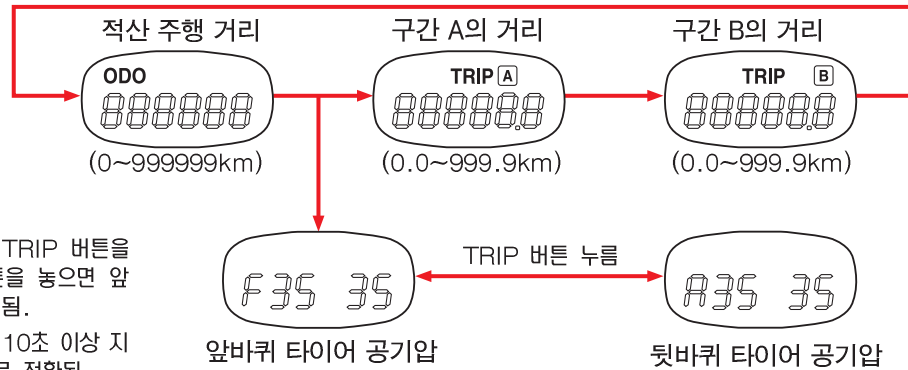 적산 주행 거리
구간 A의 거리
구간 B의 거리
ODO
888888
TRIP A
88888.8
TRIP B
88888.8
(0~999999km)
(0.0~999.9km)
(0.0~999.9km)
TRIP 버튼을
튼을 놓으면 앞
됨.
10초 이상 지
F35 35
TRIP 버튼 누름
A35 35
앞바퀴 타이어 공기압
뒷바퀴 타이어 공기압